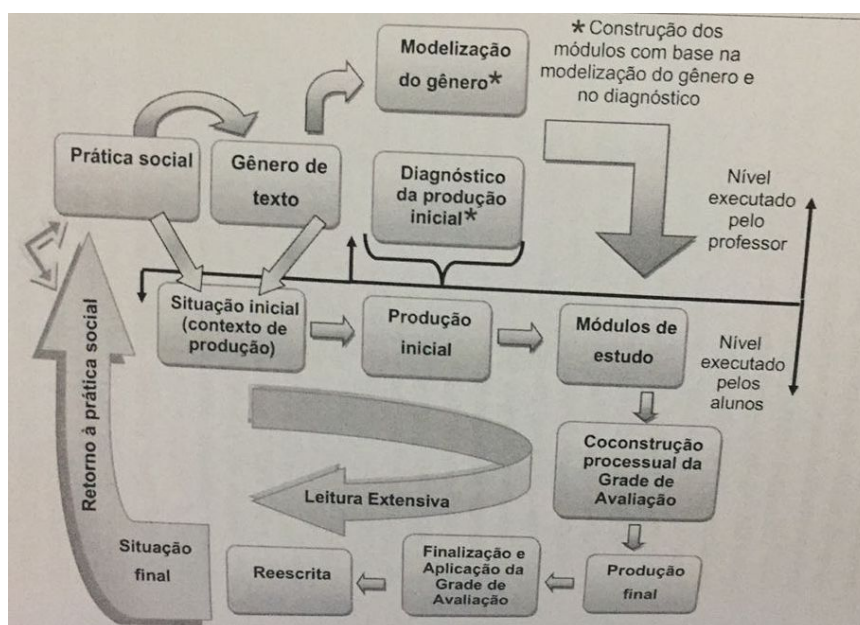 Modelização
do gênero*
* Construção dos
módulos com base na
modelização do gênero e
no diagnóstico
Prática social
Gênero de
texto
Diagnóstico
da produção
inicial*
Nível
executado
pelo
professor
Situação inicial
(contexto de
produção)
Produção
inicial
Módulos de
estudo
Nível
executado
pelos
alunos
Retorno à prática social
Leitura Extensiva
Coconstrução
processual da
Grade de
Avaliação
Situação
final
Reescrita
Finalização e
Aplicação da
Grade de
Avaliação
Produção
final